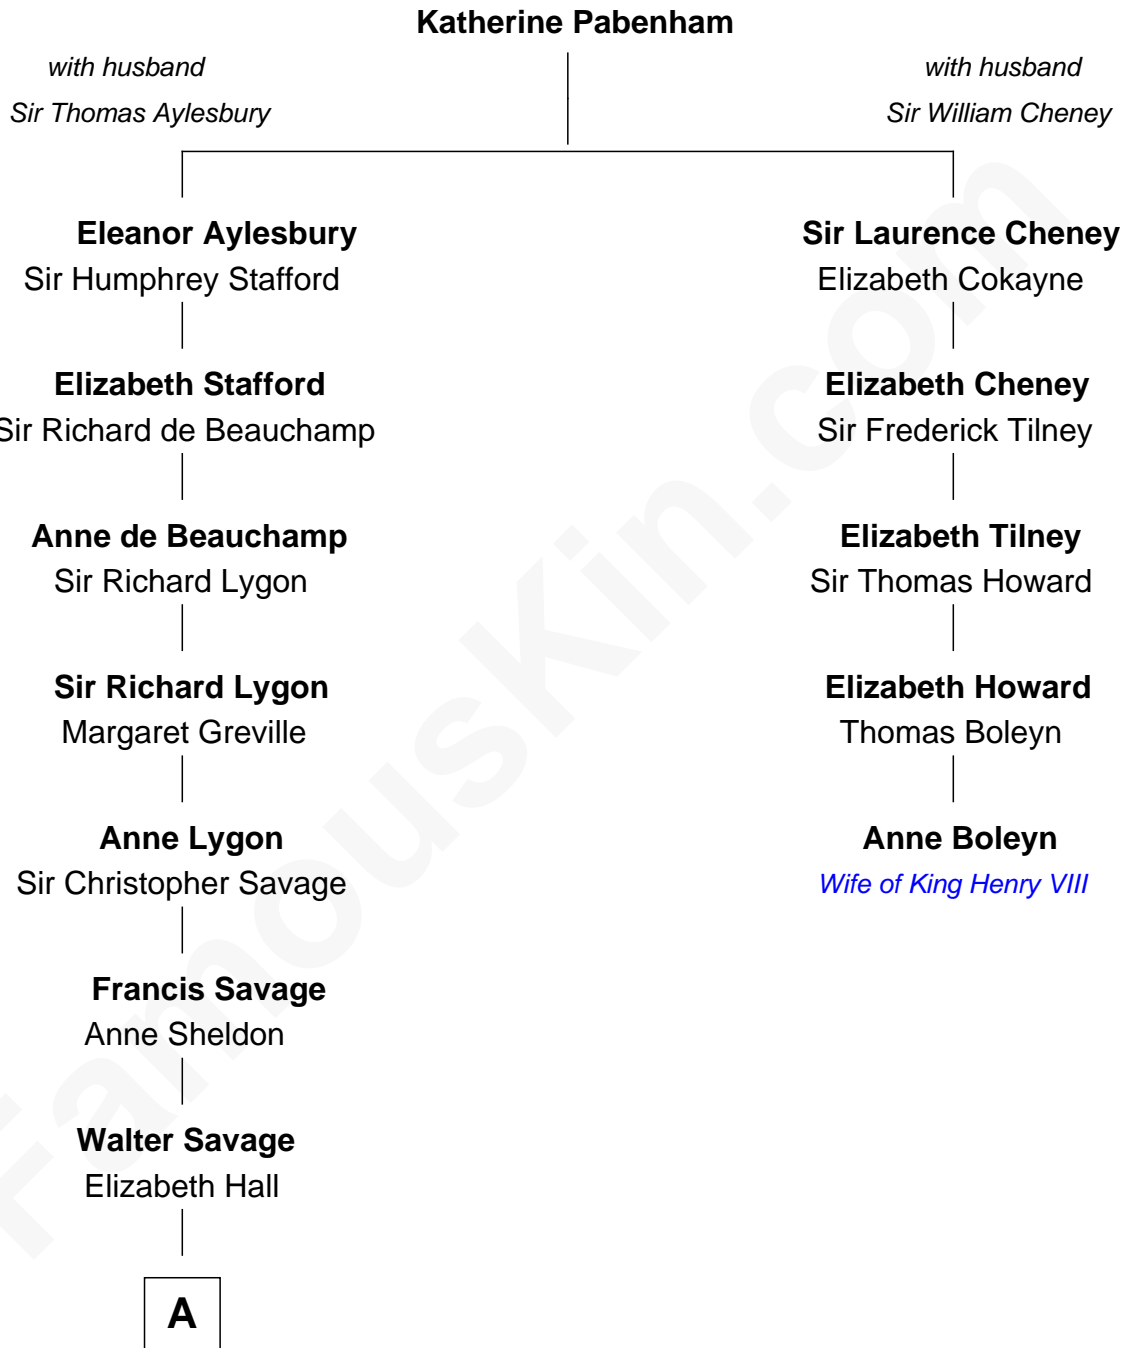 Katherine Pabenham
with husband
Sir Thomas Aylesbury
with husband
Sir William Cheney
Eleanor Aylesbury
Sir Humphrey Stafford
Elizabeth Stafford
Sir Richard de Beauchamp
Anne de Beauchamp
Sir Richard Lygon
Sir Richard Lygon
Margaret Greville
Anne Lygon
Sir Christopher Savage
Francis Savage
Anne Sheldon
Walter Savage
Elizabeth Hall
A
Sir Laurence Cheney
Elizabeth Cokayne
Elizabeth Cheney
Sir Frederick Tilney
Elizabeth Tilney
Sir Thomas Howard
Elizabeth Howard
Thomas Boleyn
Anne Boleyn
Wife of King Henry VIII
FamousKin.com